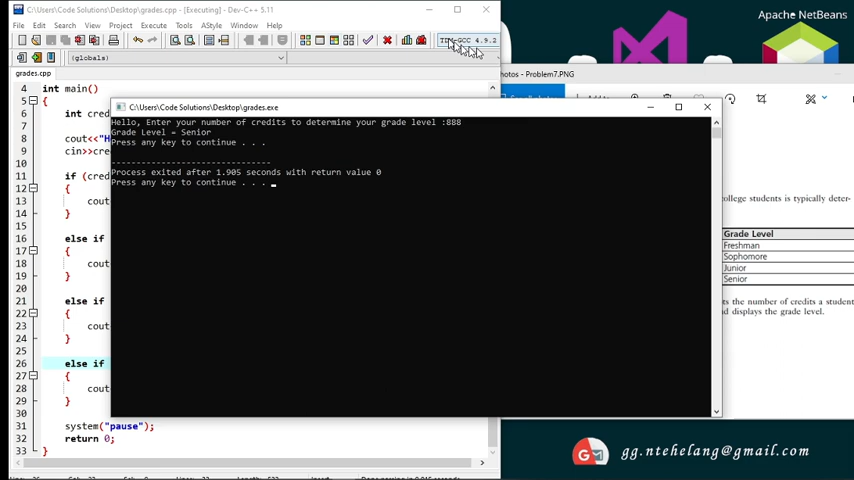 C:\Users\Code Solutions\Desktop\grades.cpp - [Executing] - Dev-C++ 5.11
File Edit Search View Project Execute Tools AStyle Window Help
(globals)
grades.cpp
4 int main()
5 {
6 int cred
7
8 cout<<"H
9 cin>>cre
10
11 if (cred
12 {
13 cout
14 }
15
16 else if
17 {
18 cout
19 }
20
21 else if
22 {
23 cout
24 }
25
26 else if
27 {
28 cout
29 }
30
31 system("pause");
32 return 0;
33 }
C:\Users\Code Solutions\Desktop\grades.exe
Hello, Enter your number of credits to determine your grade level :888
Grade Level = Senior
Press any key to continue . . .
--------------------------------
Process exited after 1.905 seconds with return value 0
Press any key to continue . . .
Apache NetBeans
hotos - Problem7.PNG
ollege students is typically deter-
Grade Level
Freshman
Sophomore
Junior
Senior
ts the number of credits a student
d displays the grade level.
gg.ntehelang@gmail.com